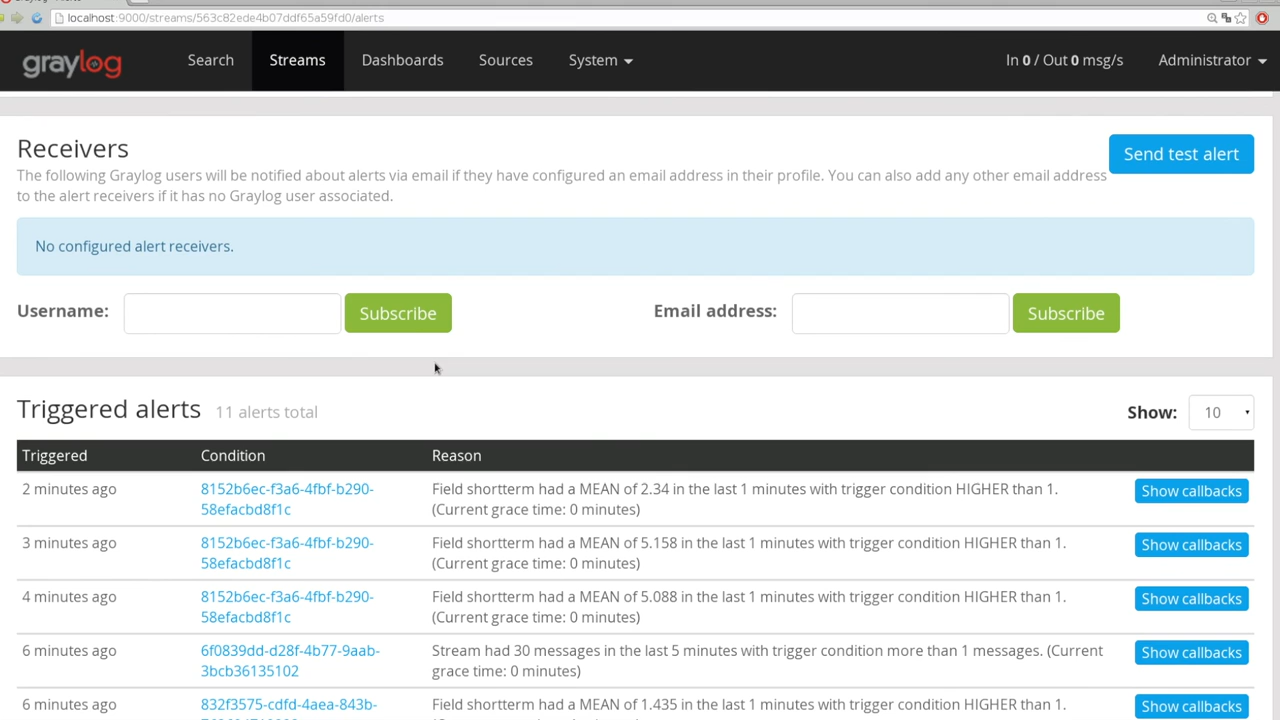 localhost:9000/streams/563c82ede4b07ddf65a59fd0/alerts
graylog
Search
Streams
Dashboards
Sources
System
In 0 / Out 0 msg/s
Administrator
Receivers
Send test alert
The following Graylog users will be notified about alerts via email if they have configured an email address in their profile. You can also add any other email address
to the alert receivers if it has no Graylog user associated.
No configured alert receivers.
Username:
Subscribe
Email address:
Subscribe
Triggered alerts
11 alerts total
Show:
10
Triggered
Condition
Reason
2 minutes ago
8152b6ec-f3a6-4fbf-b290-
58efacbd8f1c
Field shortterm had a MEAN of 2.34 in the last 1 minutes with trigger condition HIGHER than 1.
(Current grace time: 0 minutes)
Show callbacks
3 minutes ago
8152b6ec-f3a6-4fbf-b290-
58efacbd8f1c
Field shortterm had a MEAN of 5.158 in the last 1 minutes with trigger condition HIGHER than 1.
(Current grace time: 0 minutes)
Show callbacks
4 minutes ago
8152b6ec-f3a6-4fbf-b290-
58efacbd8f1c
Field shortterm had a MEAN of 5.088 in the last 1 minutes with trigger condition HIGHER than 1.
(Current grace time: 0 minutes)
Show callbacks
6 minutes ago
6f0839dd-d28f-4b77-9aab-
3bcb36135102
Stream had 30 messages in the last 5 minutes with trigger condition more than 1 messages. (Current
grace time: 0 minutes)
Show callbacks
6 minutes ago
832f3575-cdfd-4aea-843b-
Field shortterm had a MEAN of 1.435 in the last 1 minutes with trigger condition HIGHER than 1.
Show callbacks